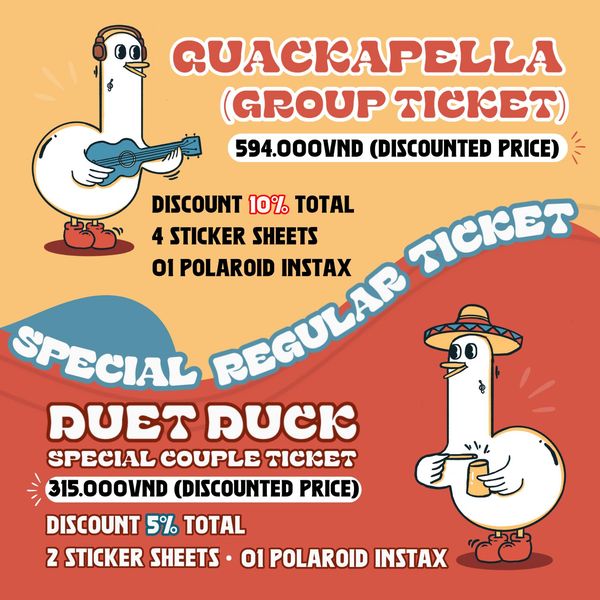 QUACKAPELLA
(GROUP TICKET)
594.000VND (DISCOUNTED PRICE)
DISCOUNT 10% TOTAL
4 STICKER SHEETS
01 POLAROID INSTAX
SPECIAL REGULAR TICKET
DUET DUCK
SPECIAL COUPLE TICKET
315.000VND (DISCOUNTED PRICE)
DISCOUNT 5% TOTAL
2 STICKER SHEETS • 01 POLAROID INSTAX